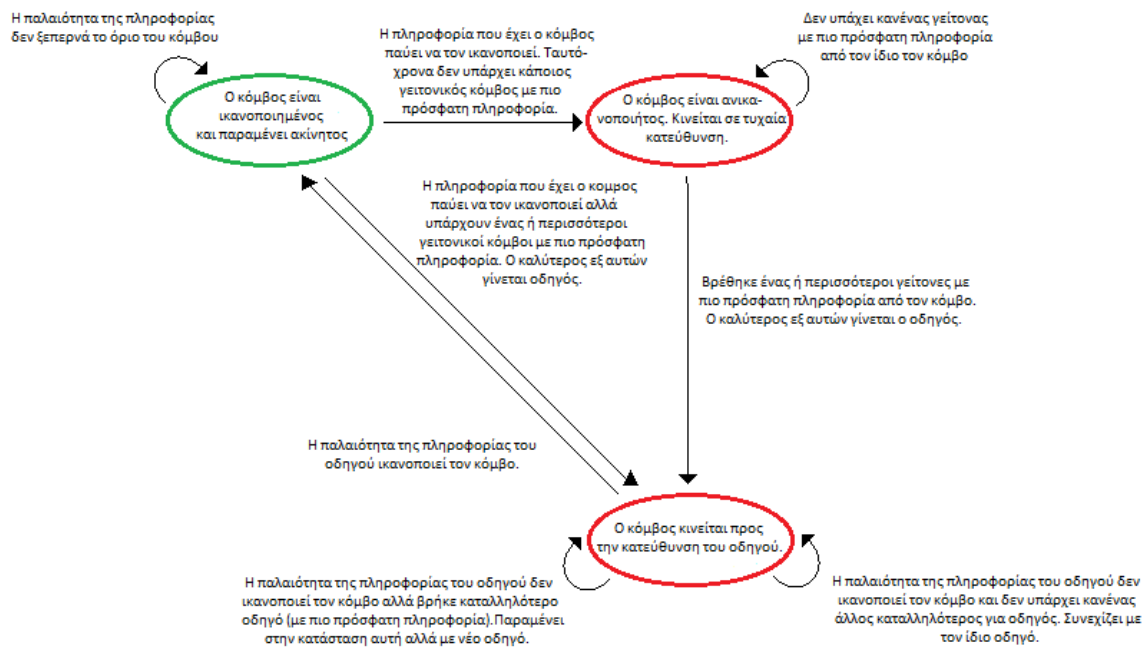 Η παλαιότητα της πληροφορίας
δεν ξεπερνά το όριο του κόμβου
Η πληροφορία που έχει ο κόμβος
παύει να τον ικανοποιεί. Ταυτό-
χρονα δεν υπάρχει κάποιος
γειτονικός κόμβος με πιο
πρόσφατη πληροφορία.
Δεν υπάχει κανένας γείτονας
με πιο πρόσφατη πληροφορία
από τον ίδιο τον κόμβο
Ο κόμβος είναι
ικανοποιημένος
και παραμένει ακίνητος
Ο κόμβος είναι ανικα-
νοποιήτος. Κινείται σε τυχαία
κατεύθυνση.
Η πληροφορία που έχει ο κομβος
παύει να τον ικανοποιεί αλλά
υπάρχουν ένας ή περισσότεροι
γειτονικοί κόμβοι με πιο πρόσφατη
πληροφορία. Ο καλύτερος εξ αυτών
γίνεται οδηγός.
Βρέθηκε ένας ή περισσότεροι γείτονες με
πιο πρόσφατη πληροφορία από τον κόμβο.
Ο καλύτερος εξ αυτών γίνεται ο οδηγός.
Η παλαιότητα της πληροφορίας του
οδηγού ικανοποιεί τον κόμβο.
Ο κόμβος κινείται προς
την κατεύθυνση του οδηγού.
Η παλαιότητα της πληροφορίας του οδηγού δεν
ικανοποιεί τον κόμβο αλλά βρήκε καταλληλότερο
οδηγό (με πιο πρόσφατη πληροφορία).Παραμένει
στην κατάσταση αυτή αλλά με νέο οδηγό.
Η παλαιότητα της πληροφορίας του οδηγού δεν
ικανοποιεί τον κόμβο και δεν υπάρχει κανένας
άλλος καταλληλότερος για οδηγός. Συνεχίζει με
τον ίδιο οδηγό.